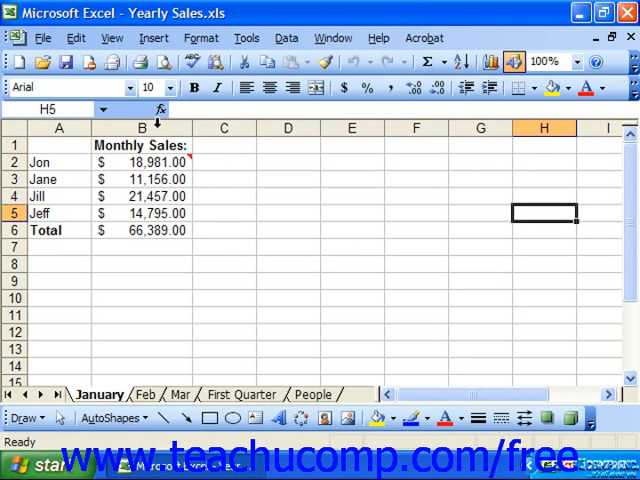 Microsoft Excel - Yearly Sales.xls
File Edit View Insert Format Tools Data Window Help Acrobat
Σ 100%
Arial 10 B I $ % ,
H5 fx
A B C D E F G H I
1 Monthly Sales:
2 Jon $ 18,981.00
3 Jane $ 11,156.00
4 Jill $ 21,457.00
5 Jeff $ 14,795.00
6 Total $ 66,389.00
7
8
9
10
11
12
13
14
15
January Feb Mar First Quarter People
Draw AutoShapes
Ready
start
www.teachucomp.com/free